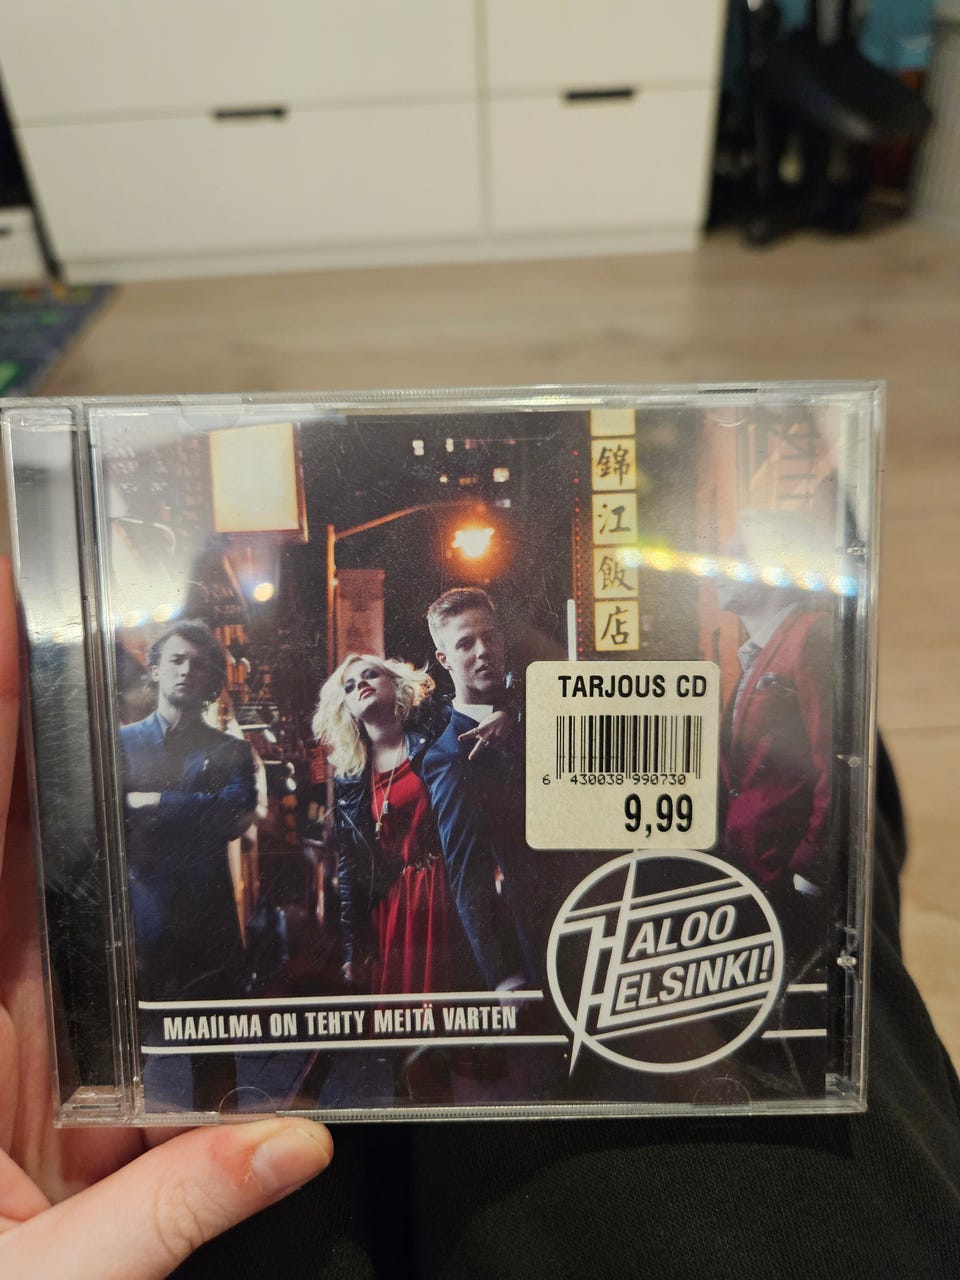 錦江飯店
TARJOUS CD
6 430038 990730
9,99
HALOO
HELSINKI!
MAAILMA ON TEHTY MEITÄ VARTEN